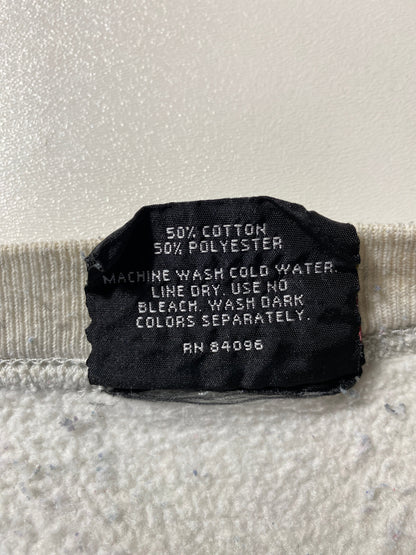 50% COTTON
50% POLYESTER
MACHINE WASH COLD WATER.
LINE DRY. USE NO
BLEACH. WASH DARK
COLORS SEPARATELY.
RN 84096